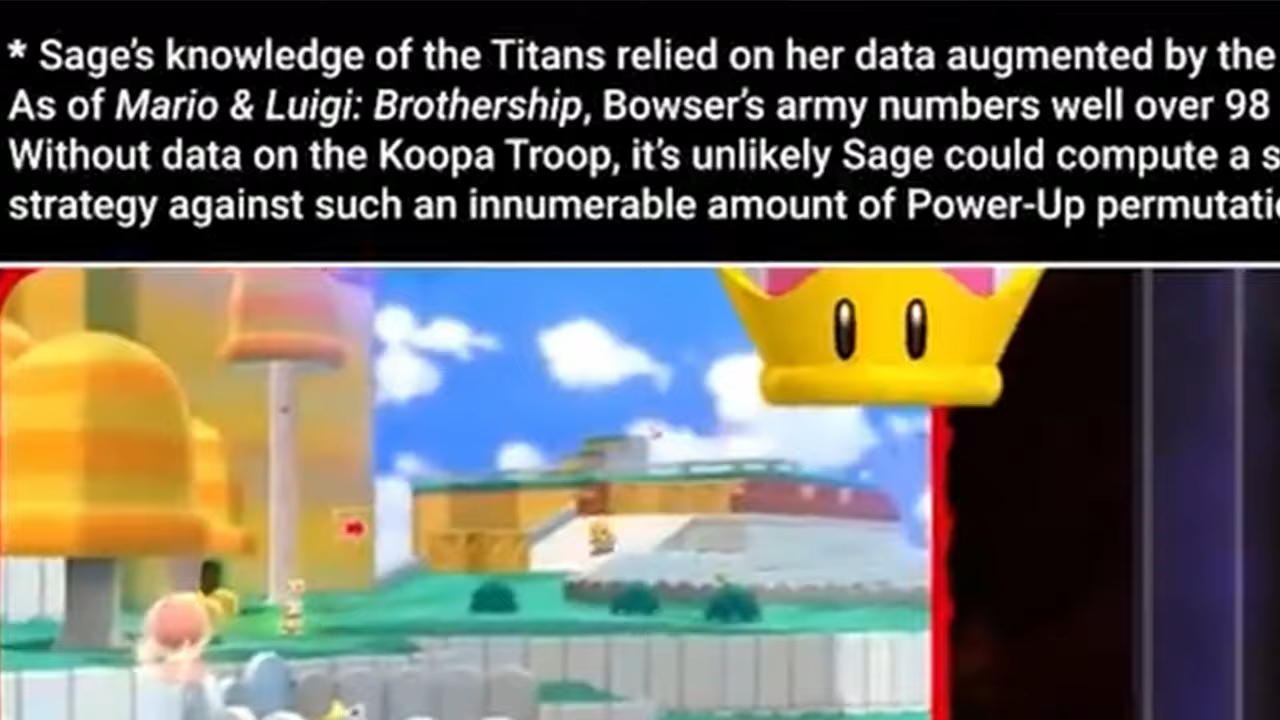 * Sage's knowledge of the Titans relied on her data augmented by the
As of Mario & Luigi: Brothership, Bowser's army numbers well over 98
Without data on the Koopa Troop, it's unlikely Sage could compute a s
strategy against such an innumerable amount of Power-Up permutati